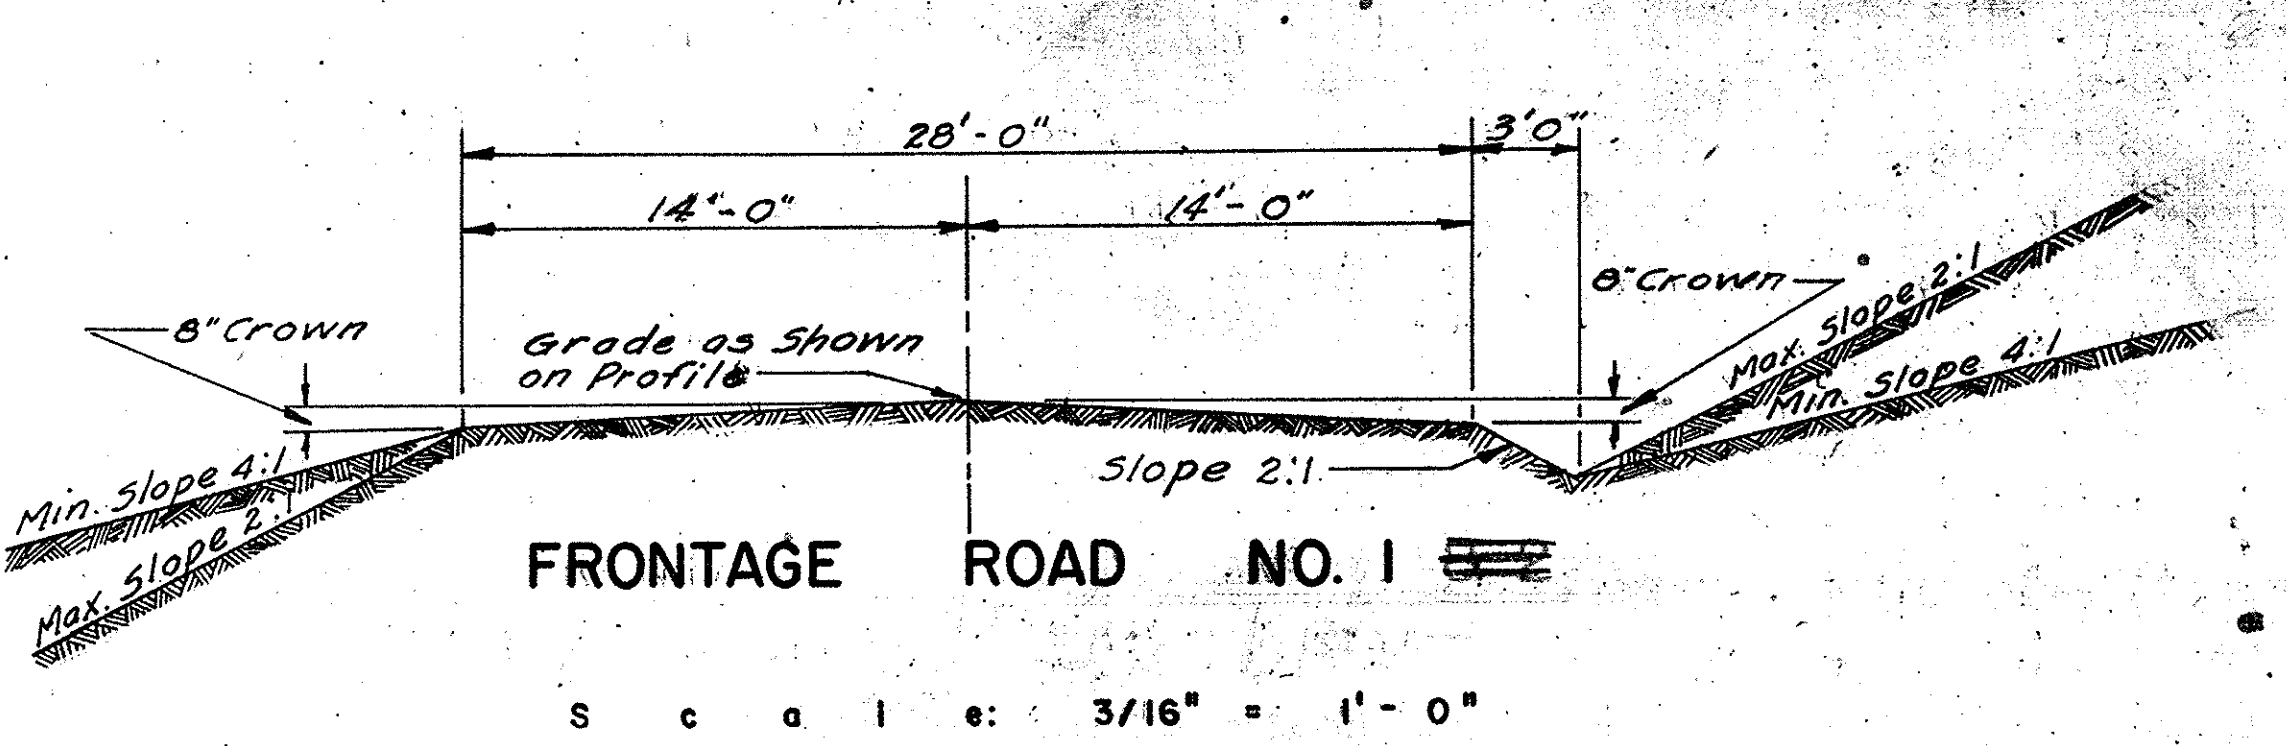 28'-0"
3'0"
14'-0"
14'-0"
8" Crown
8" Crown
Grade as Shown
on Profile
Max. Slope 2:1
Min. Slope 4:1
Slope 2:1
Min. Slope 4:1
Max. Slope 2:1
FRONTAGE ROAD NO. 1
Scale: 3/16" = 1'-0"